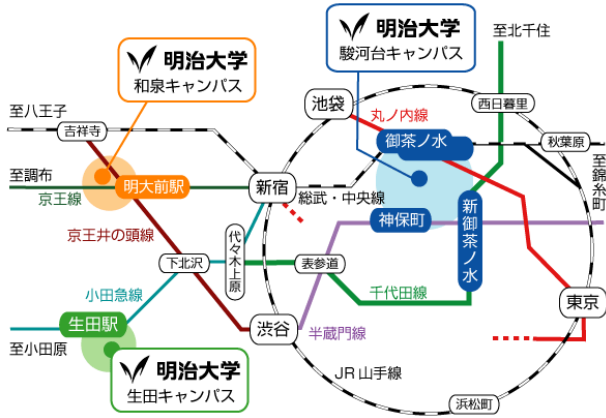 明治大学
和泉キャンパス
明治大学
駿河台キャンパス
至北千住
至八王子
吉祥寺
池袋
丸ノ内線
西日暮里
御茶ノ水
秋葉原
至錦糸町
至調布
京王線
明大前駅
新宿
総武・中央線
神保町
新御茶ノ水
京王井の頭線
代々木上原
下北沢
表参道
小田急線
千代田線
東京
生田駅
渋谷
半蔵門線
至小田原
明治大学
生田キャンパス
JR山手線
浜松町